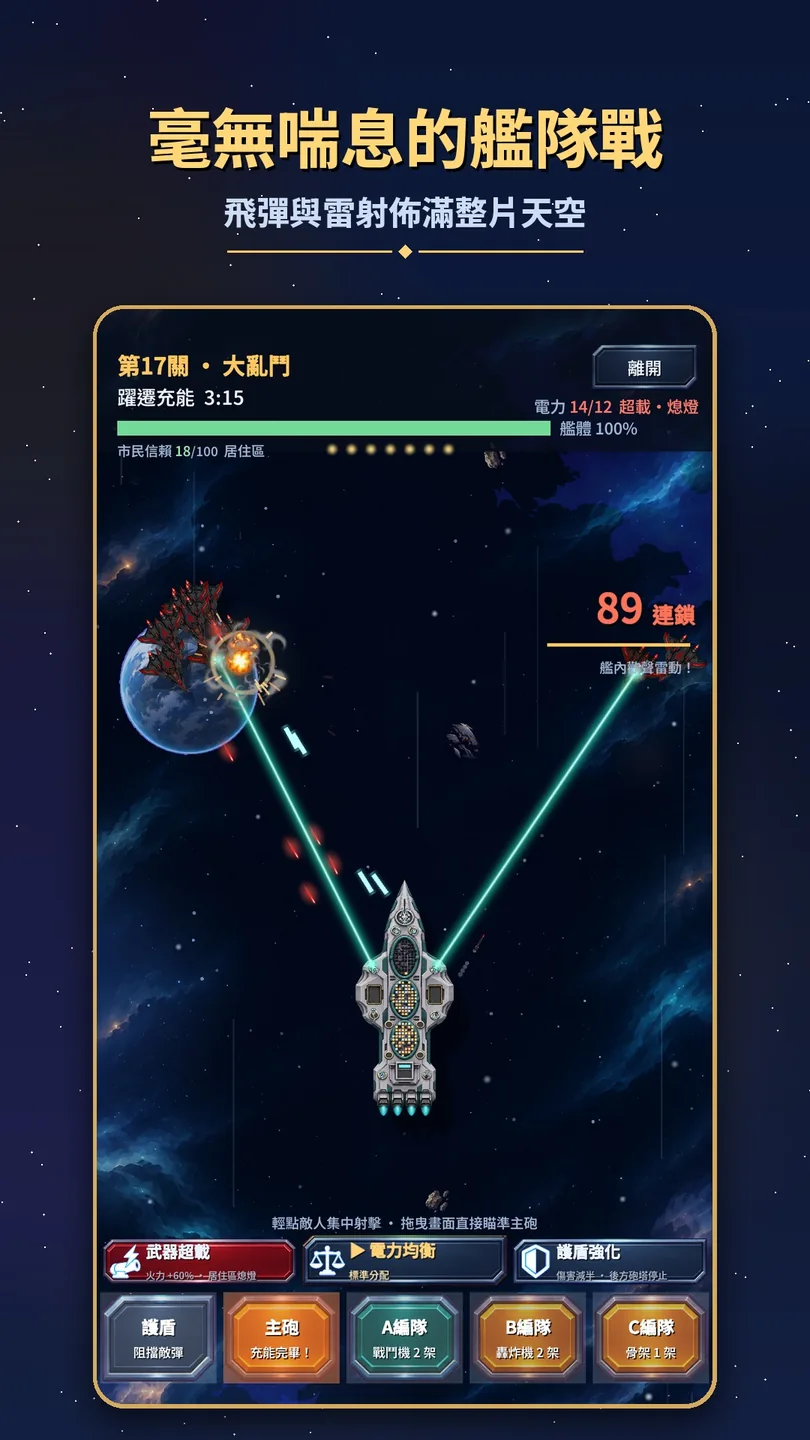 毫無喘息的艦隊戰
飛彈與雷射佈滿整片天空
第17關 · 大亂鬥
離開
躍遷充能 3:15
電力 14/12 超載·熄燈
艦體 100%
市民信賴 18/100 居住區
89 連鎖
艦內歡聲雷動！
輕點敵人集中射擊 · 拖曳畫面直接瞄準主砲
武器超載
火力 +60% · 居住區熄燈
▶ 電力均衡
標準分配
護盾強化
傷害減半 · 後方砲塔停止
護盾
阻擋敵彈
主砲
充能完畢！
A編隊
戰鬥機 2 架
B編隊
轟炸機 2 架
C編隊
骨架 1 架